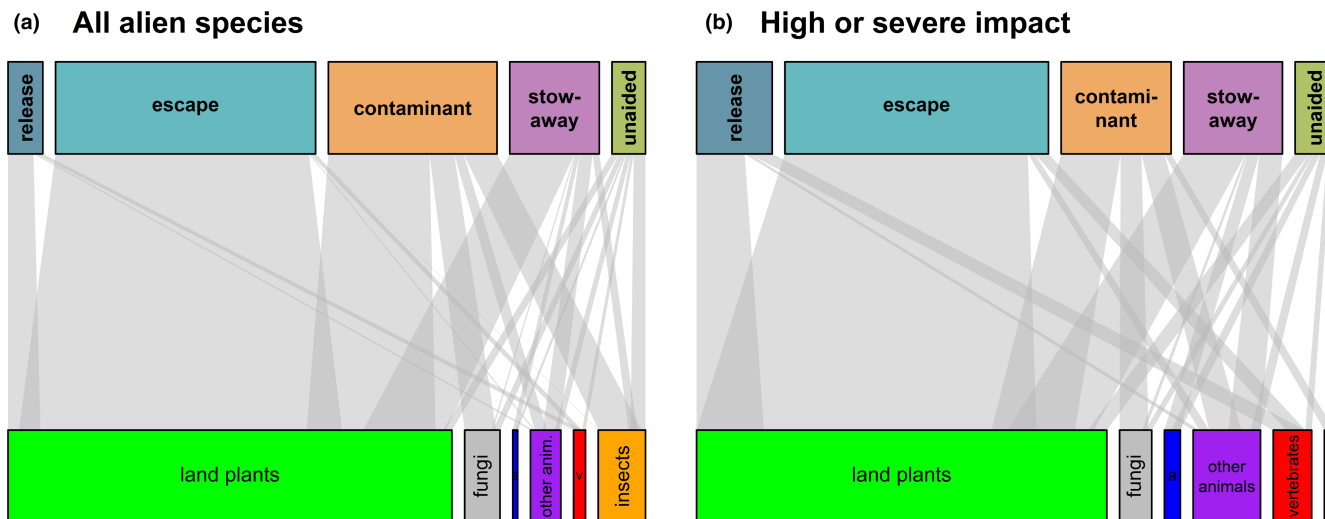 (a) All alien species
release
escape
contaminant
stow-
away
unaided
land plants
fungi
a
other anim.
v
insects
(b) High or severe impact
release
escape
contami-
nant
stow-
away
unaided
land plants
fungi
a
other
animals
vertebrates